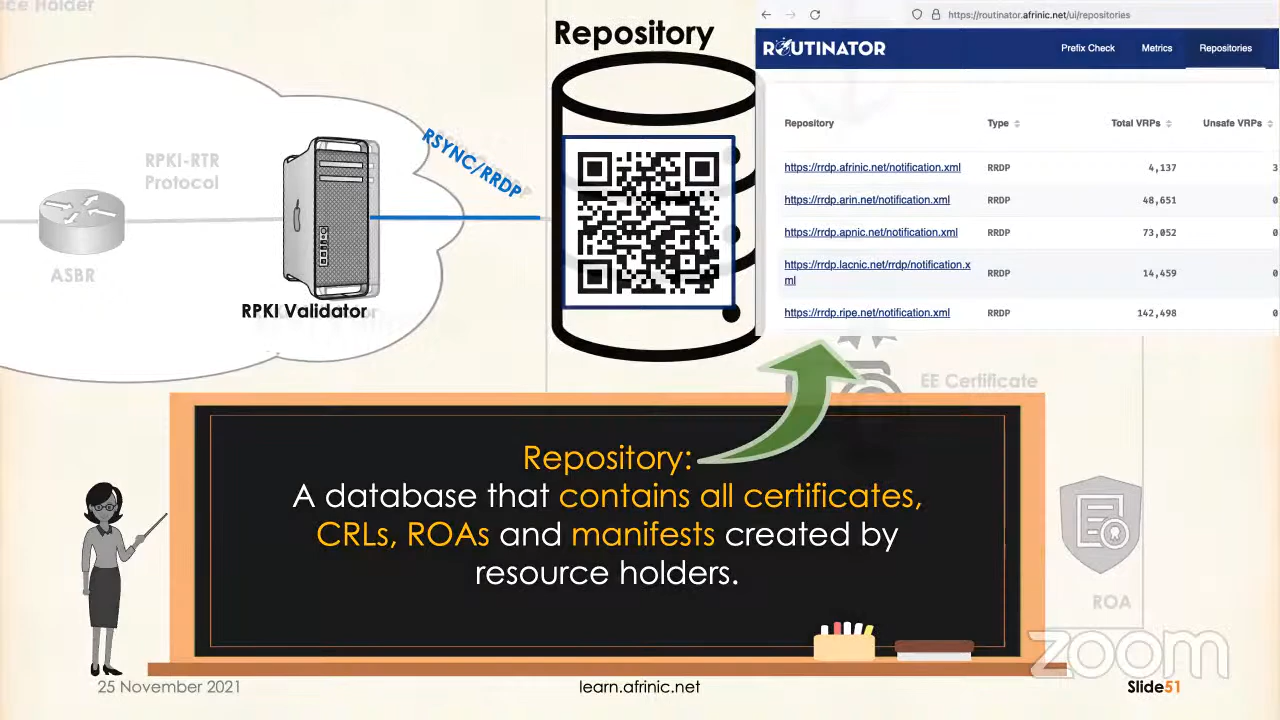 ce Holder
Repository
https://routinator.afrinic.net/ui/repositories
ROUTINATOR
Prefix Check Metrics Repositories
Repository Type Total VRPs Unsafe VRPs
https://rrdp.afrinic.net/notification.xml RRDP 4,137 3
https://rrdp.arin.net/notification.xml RRDP 48,651 0
https://rrdp.apnic.net/notification.xml RRDP 73,052 0
https://rrdp.lacnic.net/rrdp/notification.x
ml RRDP 14,459 0
https://rrdp.ripe.net/notification.xml RRDP 142,498 0
RSYNC/RRDP
RPKI-RTR
Protocol
ASBR
RPKI Validator
EE Certificate
Repository:
A database that contains all certificates,
CRLs, ROAs and manifests created by
resource holders.
ROA
zoom
25 November 2021
learn.afrinic.net
Slide51